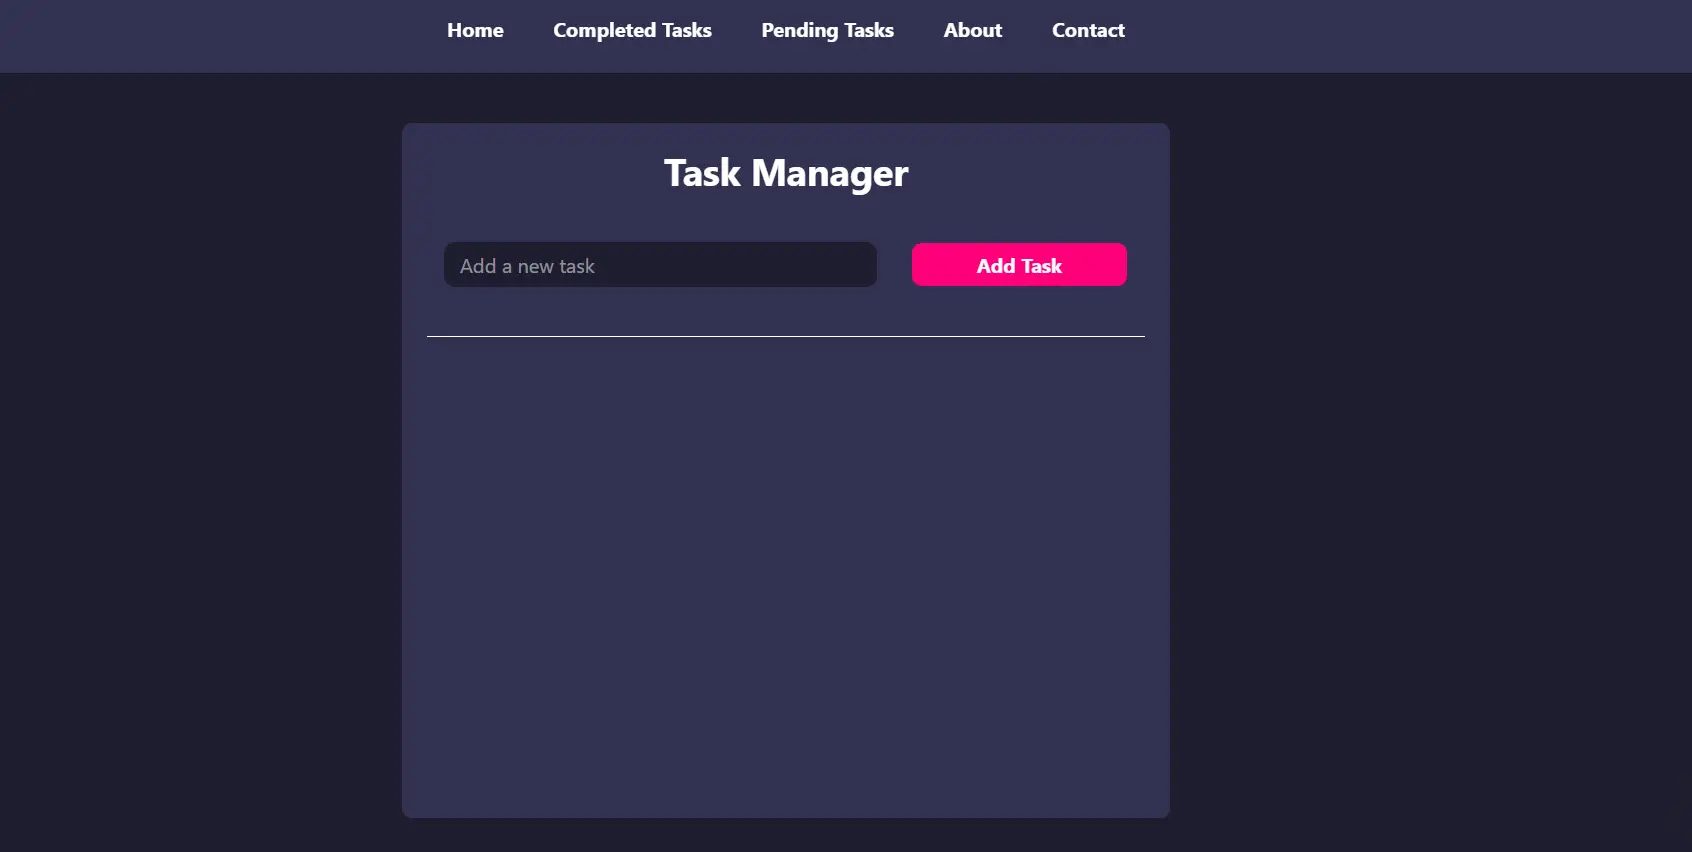 Home Completed Tasks Pending Tasks About Contact
Task Manager
Add a new task Add Task